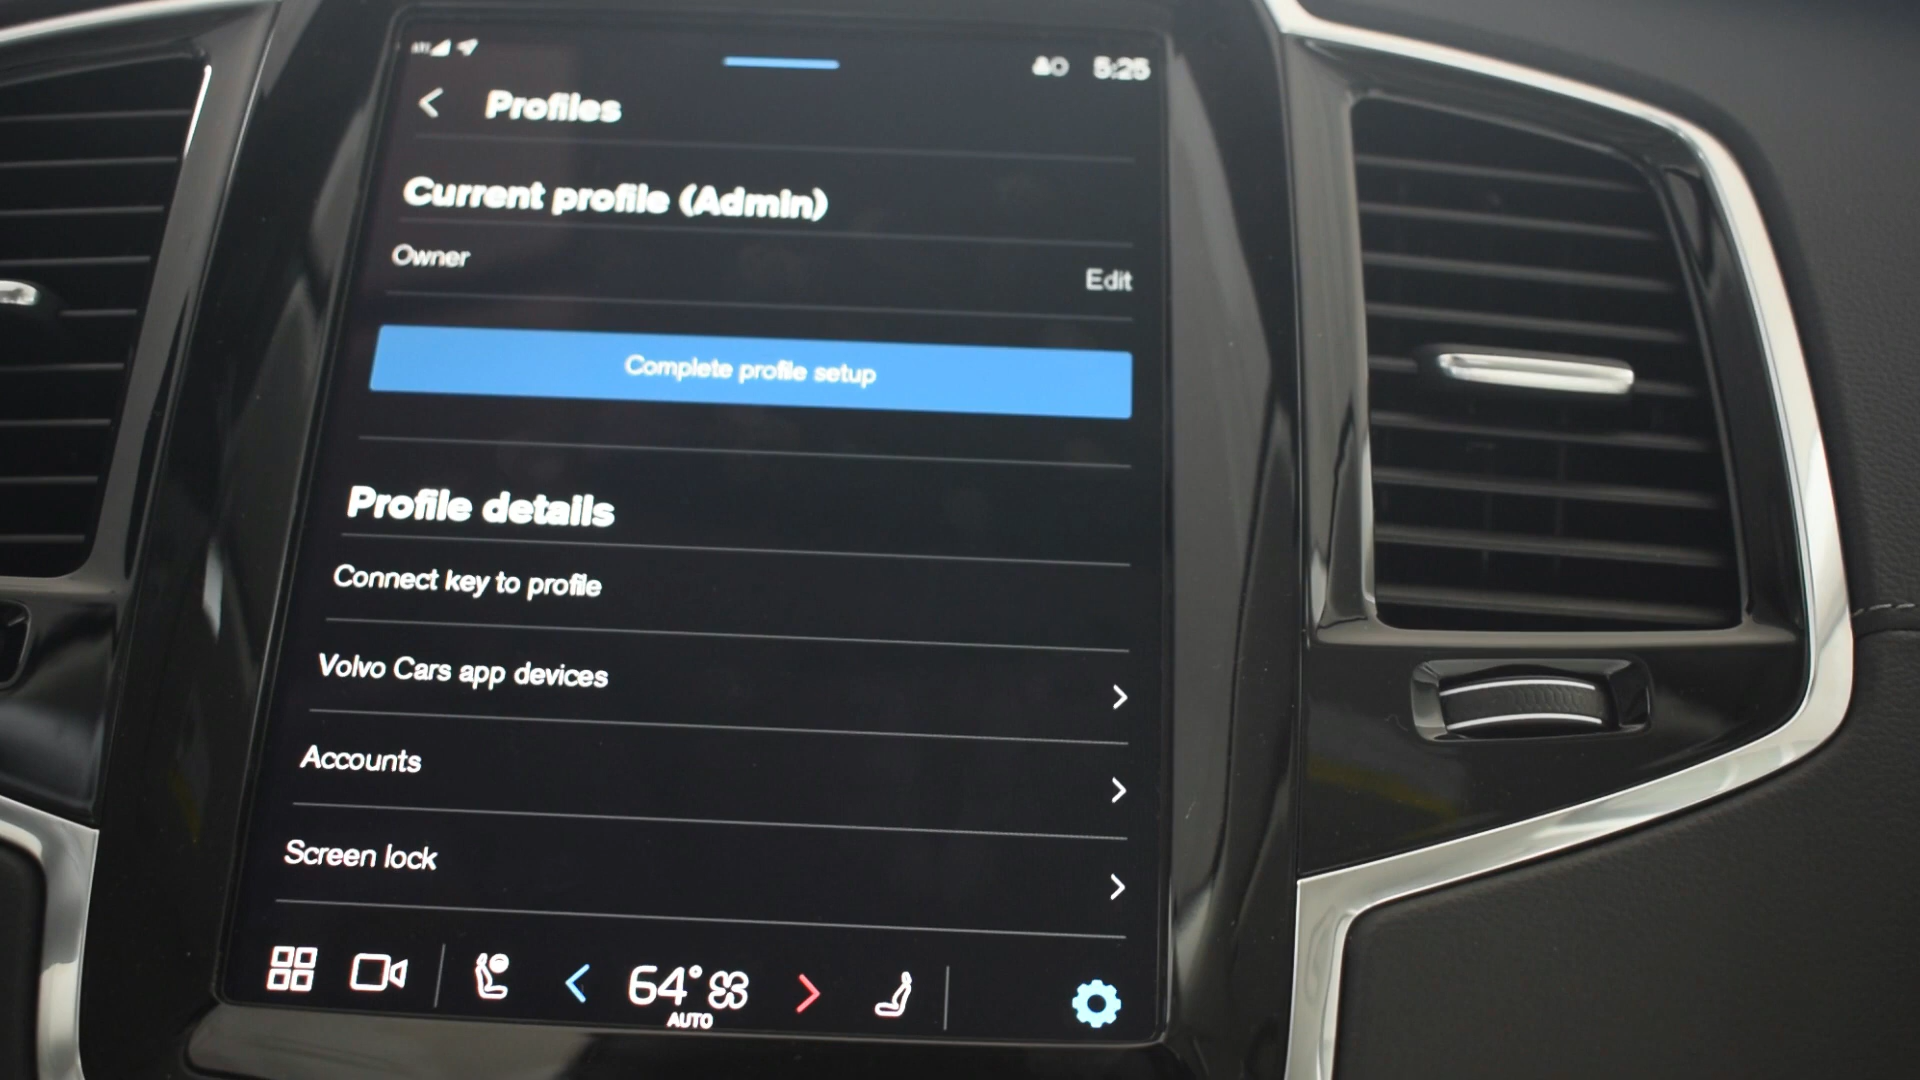 5:25
Profiles
Current profile (Admin)
Owner
Edit
Complete profile setup
Profile details
Connect key to profile
Volvo Cars app devices
Accounts
Screen lock
64°
AUTO